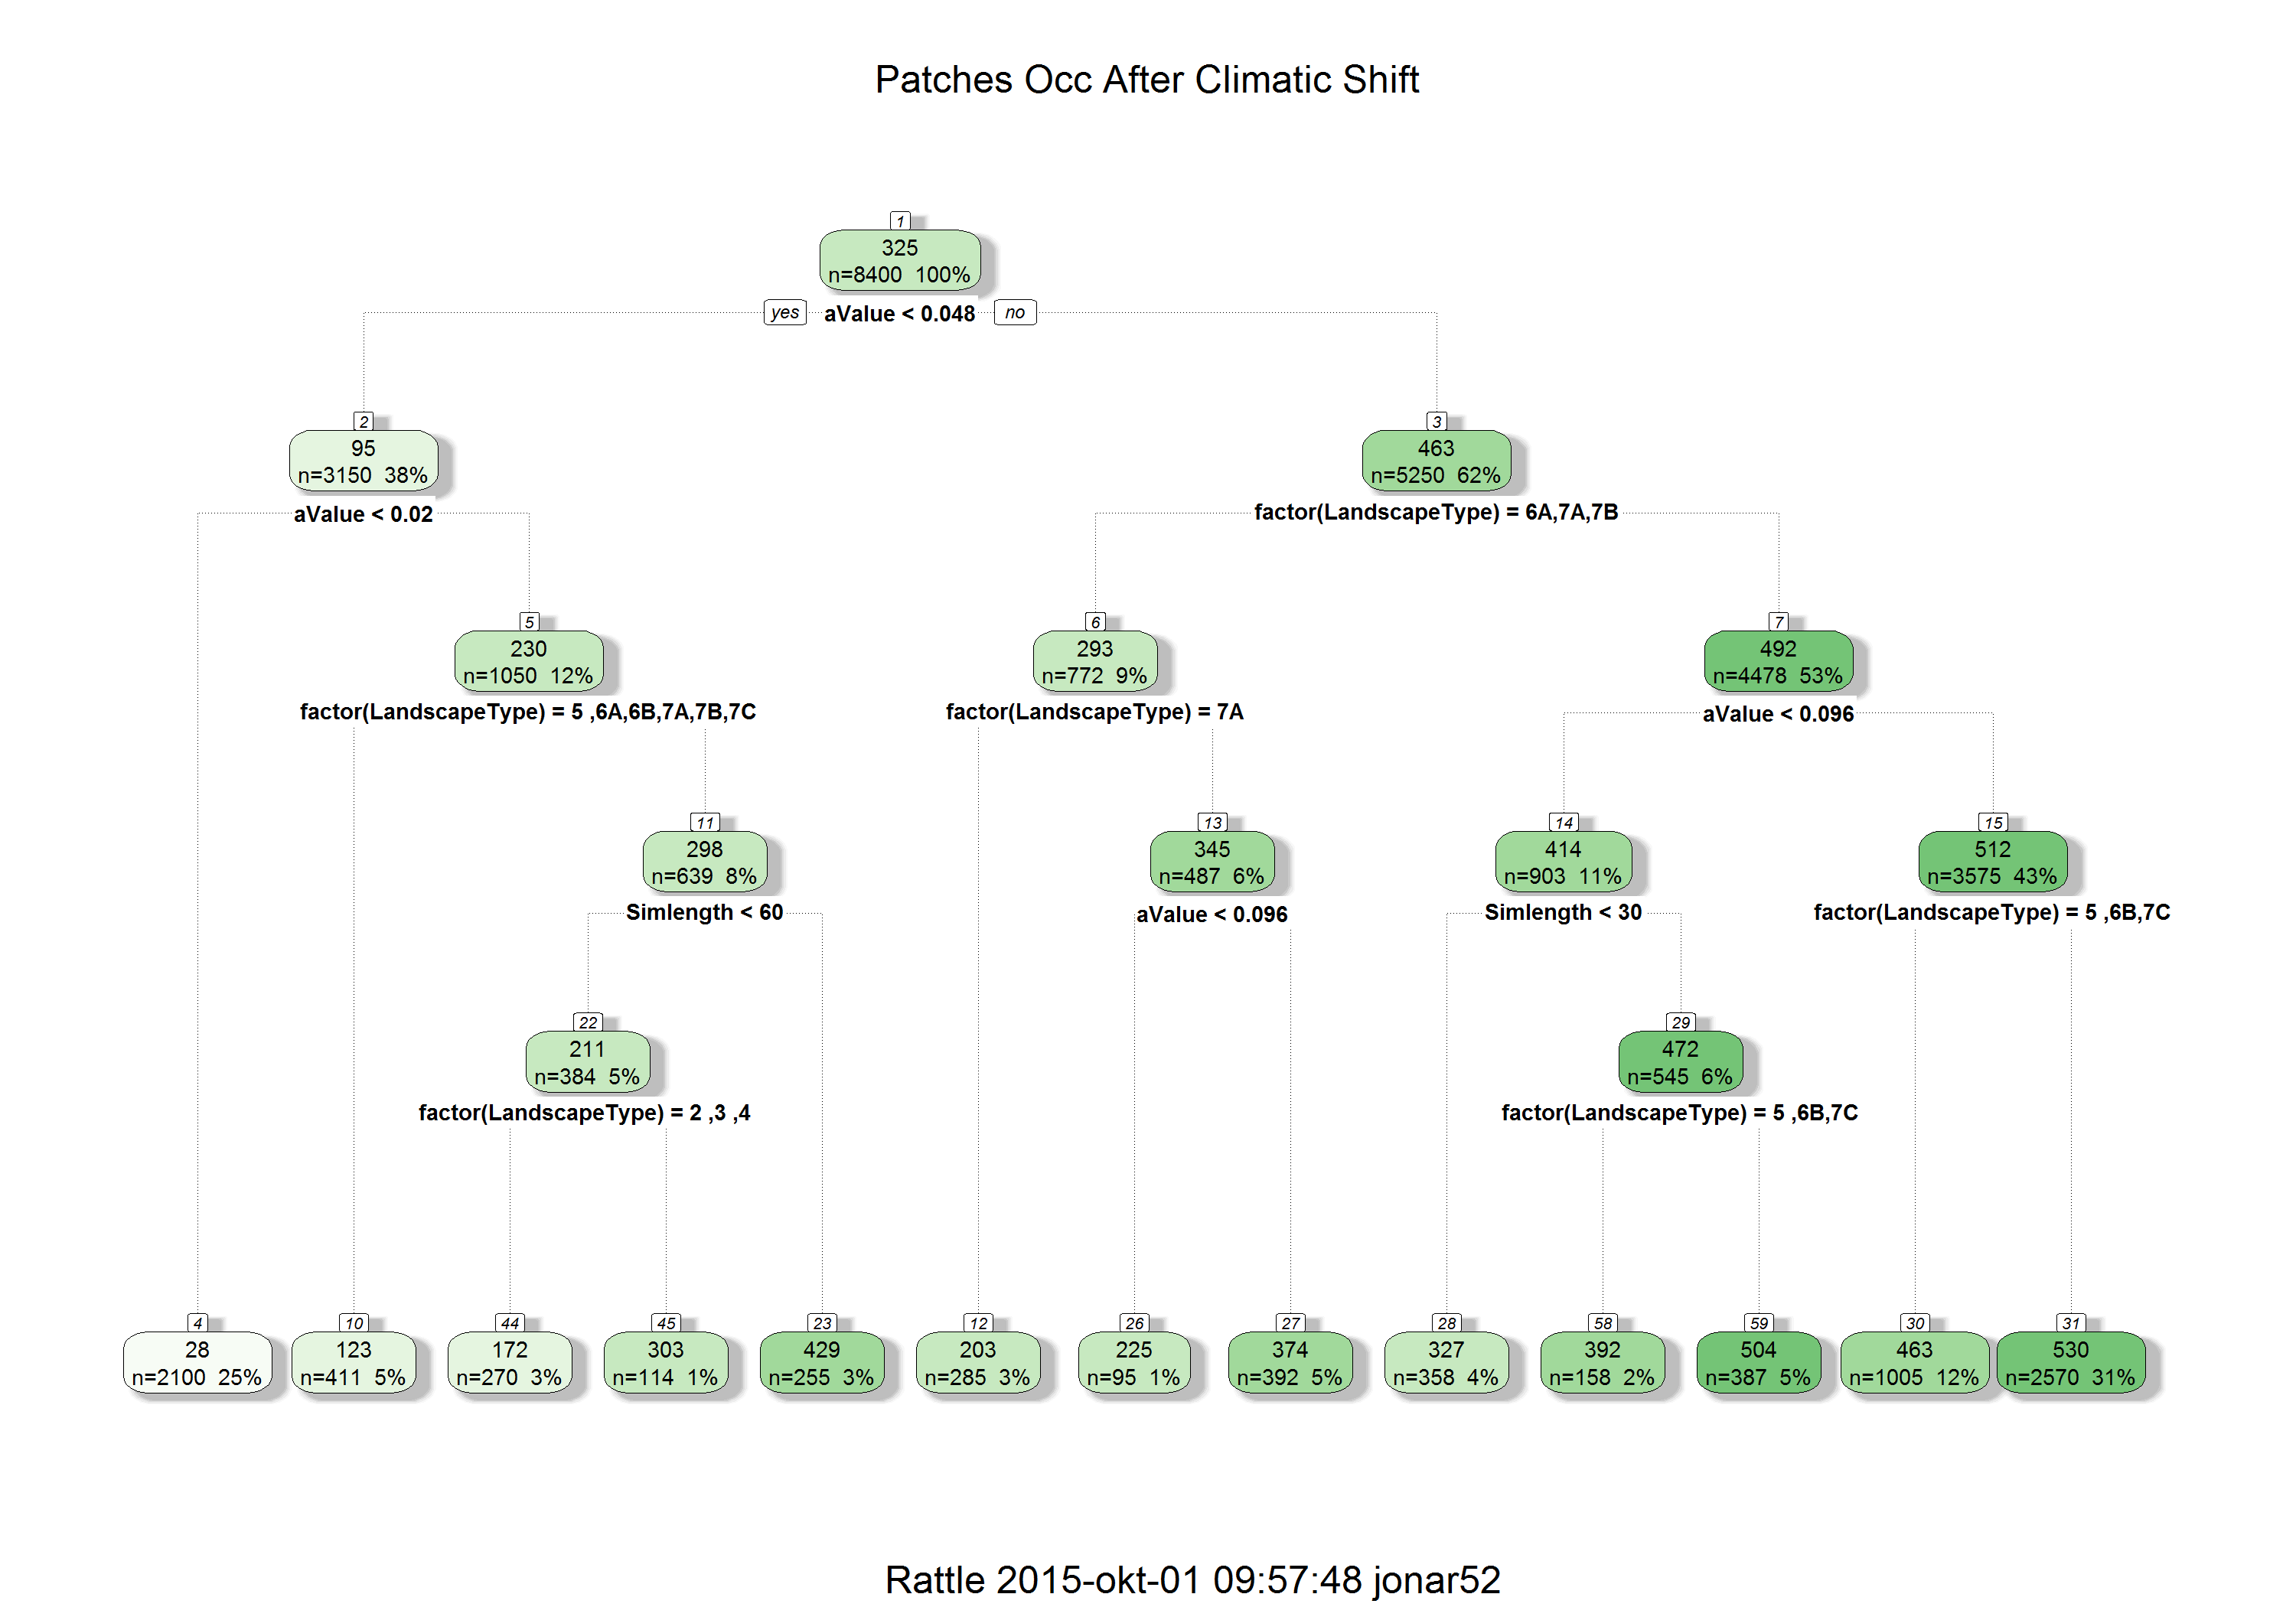 Patches Occ After Climatic Shift
1
325
n=8400 100%
yes aValue < 0.048 no
2
95
n=3150 38%
aValue < 0.02
3
463
n=5250 62%
factor(LandscapeType) = 6A,7A,7B
5
230
n=1050 12%
factor(LandscapeType) = 5 ,6A,6B,7A,7B,7C
6
293
n=772 9%
factor(LandscapeType) = 7A
7
492
n=4478 53%
aValue < 0.096
11
298
n=639 8%
Simlength < 60
13
345
n=487 6%
aValue < 0.096
14
414
n=903 11%
Simlength < 30
15
512
n=3575 43%
factor(LandscapeType) = 5 ,6B,7C
22
211
n=384 5%
factor(LandscapeType) = 2 ,3 ,4
29
472
n=545 6%
factor(LandscapeType) = 5 ,6B,7C
4
28
n=2100 25%
10
123
n=411 5%
44
172
n=270 3%
45
303
n=114 1%
23
429
n=255 3%
12
203
n=285 3%
26
225
n=95 1%
27
374
n=392 5%
28
327
n=358 4%
58
392
n=158 2%
59
504
n=387 5%
30
463
n=1005 12%
31
530
n=2570 31%
Rattle 2015-okt-01 09:57:48 jonar52